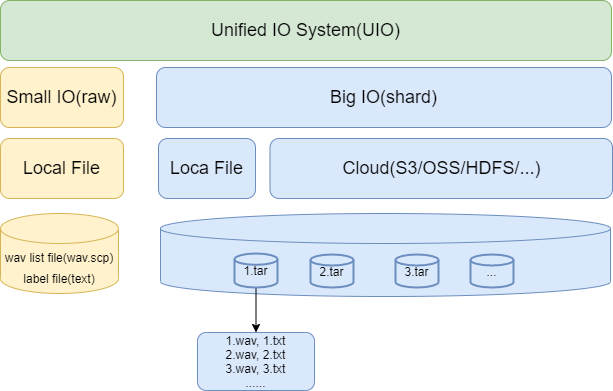 Unified IO System(UIO)
Small IO(raw)
Big IO(shard)
Local File
Loca File
Cloud(S3/OSS/HDFS/...)
wav list file(wav.scp)
label file(text)
1.tar
2.tar
3.tar
...
1.wav, 1.txt
2.wav, 2.txt
3.wav, 3.txt
......